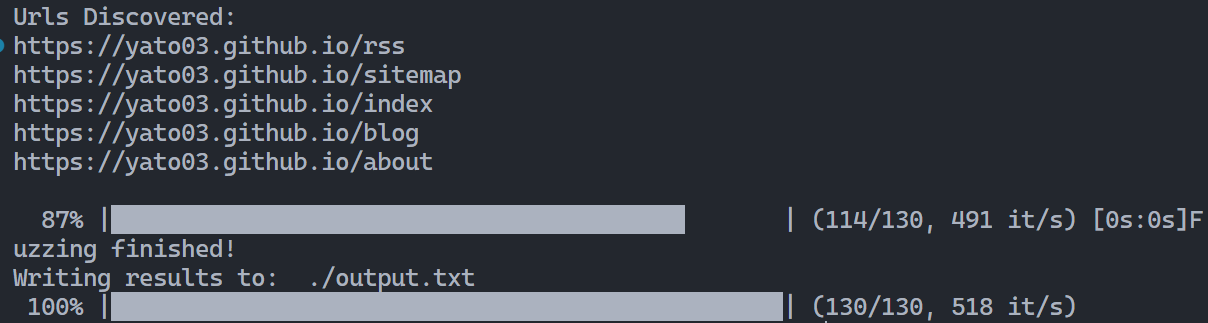 Urls Discovered:
https://yato03.github.io/rss
https://yato03.github.io/sitemap
https://yato03.github.io/index
https://yato03.github.io/blog
https://yato03.github.io/about
87% | | (114/130, 491 it/s) [0s:0s]F
uzzing finished!
Writing results to:  ./output.txt
100% | | (130/130, 518 it/s)